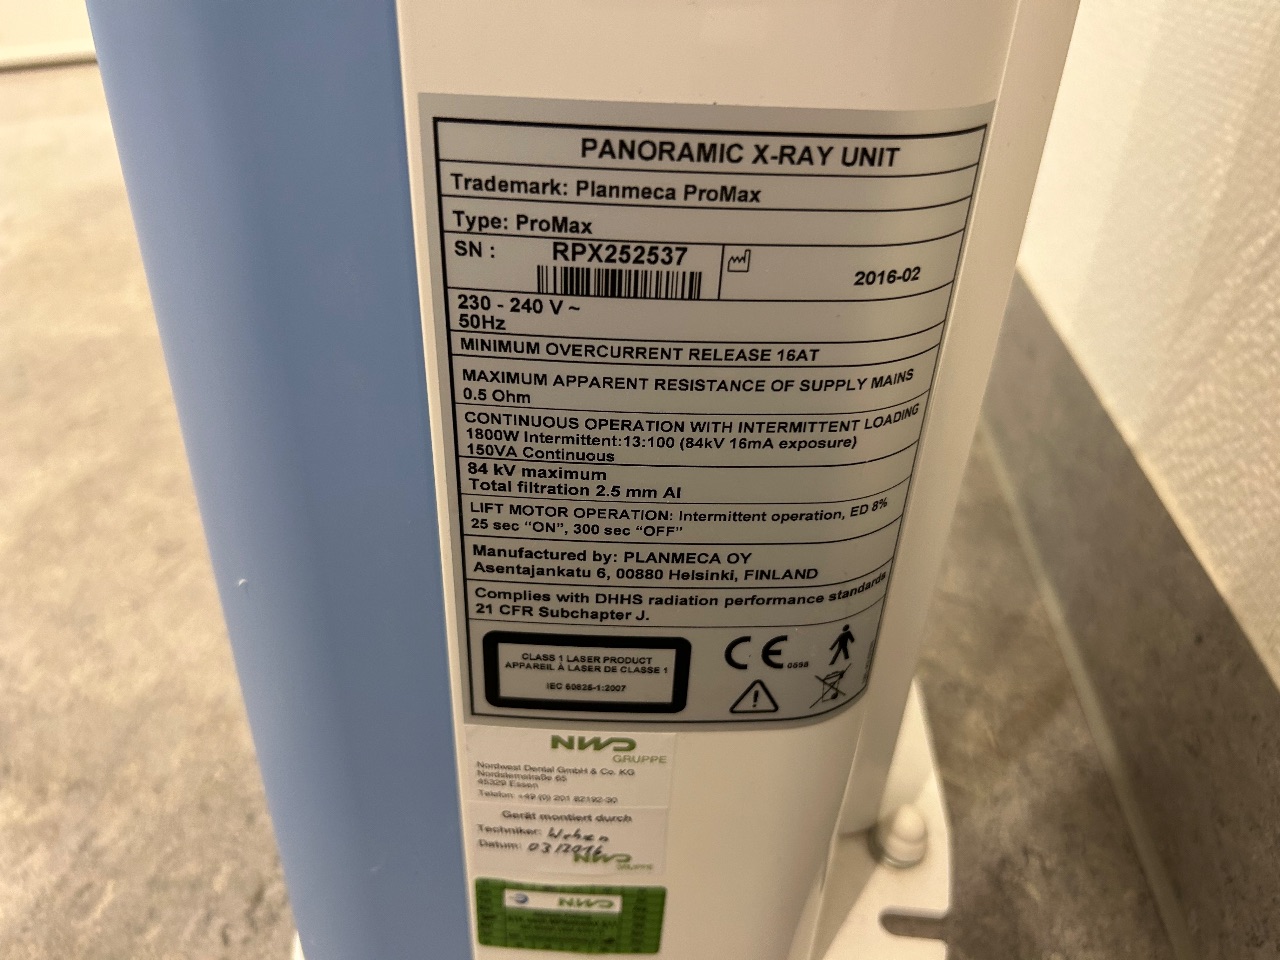 PANORAMIC X-RAY UNIT
Trademark: Planmeca ProMax
Type: ProMax
SN : RPX252537
2016-02
230 - 240 V ~
50Hz
MINIMUM OVERCURRENT RELEASE 16AT
MAXIMUM APPARENT RESISTANCE OF SUPPLY MAINS
0.5 Ohm
CONTINUOUS OPERATION WITH INTERMITTENT LOADING
1800W Intermittent:13:100 (84kV 16mA exposure)
150VA Continuous
84 kV maximum
Total filtration 2.5 mm Al
LIFT MOTOR OPERATION: Intermittent operation, ED 8%
25 sec “ON”, 300 sec “OFF”
Manufactured by: PLANMECA OY
Asentajankatu 6, 00880 Helsinki, FINLAND
Complies with DHHS radiation performance standards
21 CFR Subchapter J.
CLASS 1 LASER PRODUCT
APPAREIL À LASER DE CLASSE 1
IEC 60825-1:2007
CE 0598
NWD
GRUPPE
Nordwest Dental GmbH & Co. KG
Nordsternstraße 65
45329 Essen
Telefon: +49 (0) 201 82192-30
Gerät montiert durch
Techniker:
Datum: 03/2016
NWD
GRUPPE
NWD